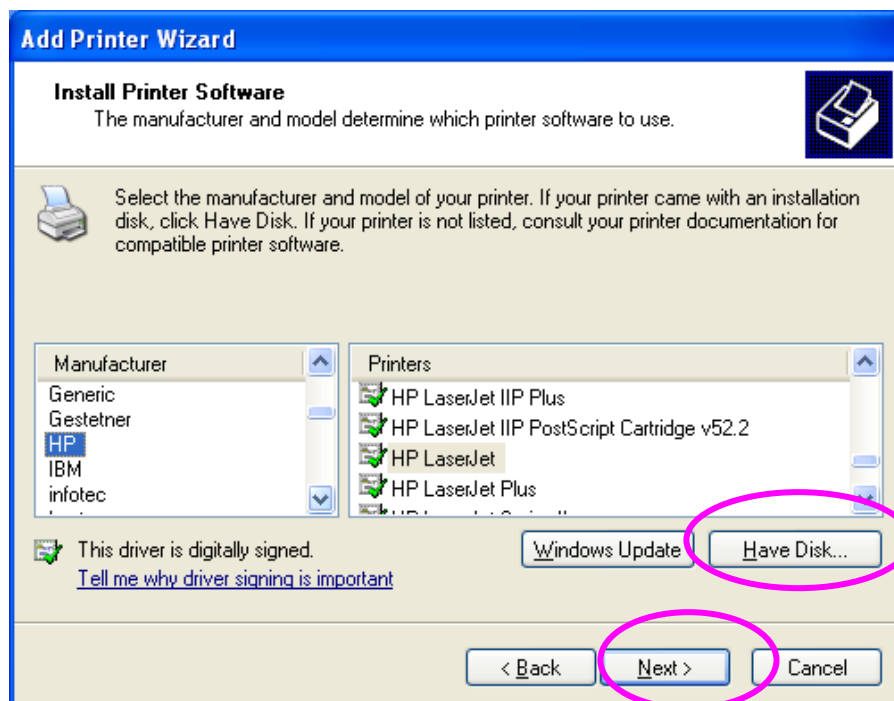 Add Printer Wizard
Install Printer Software
The manufacturer and model determine which printer software to use.
Select the manufacturer and model of your printer. If your printer came with an installation
disk, click Have Disk. If your printer is not listed, consult your printer documentation for
compatible printer software.
Manufacturer
Generic
Gestetner
HP
IBM
infotec
Printers
HP LaserJet IIP Plus
HP LaserJet IIP PostScript Cartridge v52.2
HP LaserJet
HP LaserJet Plus
This driver is digitally signed.
Tell me why driver signing is important
Windows Update
Have Disk...
< Back
Next >
Cancel